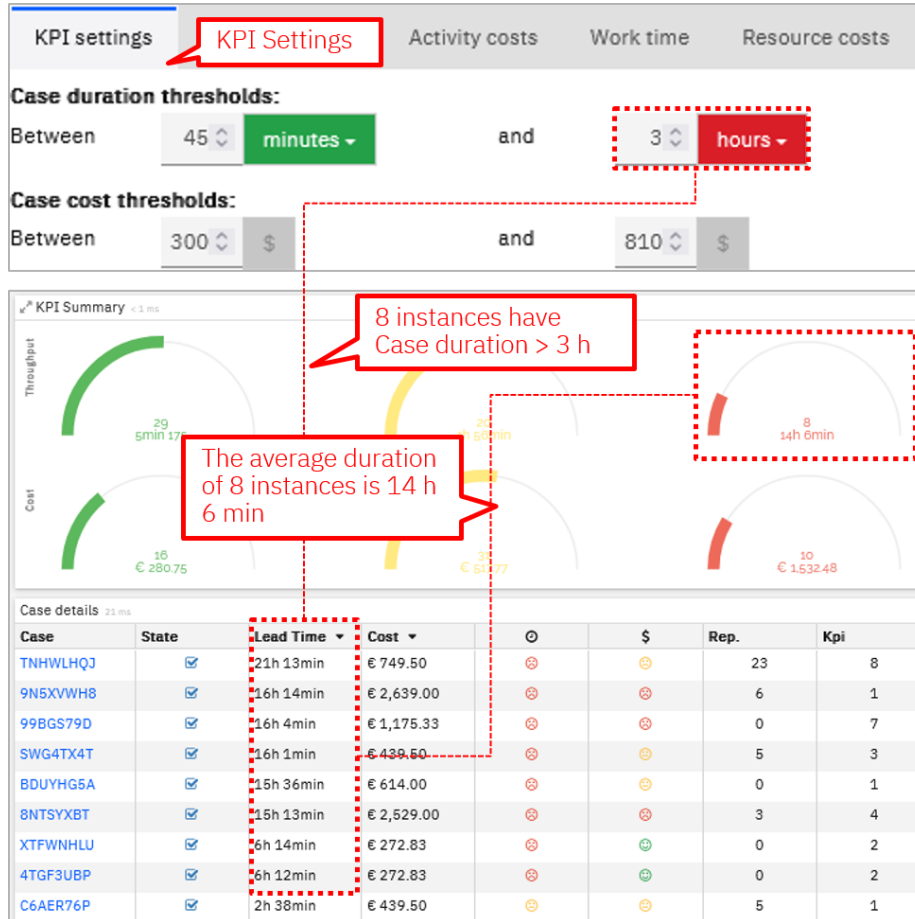 KPI settings
KPI Settings
Activity costs
Work time
Resource costs
Case duration thresholds:
Between 45 minutes and 3 hours
Case cost thresholds:
Between 300 $ and 810 $
KPI Summary < 1 ms
8 instances have
Case duration > 3 h
Throughput
29
5min 17s
8
14h 6min
The average duration
of 8 instances is 14 h
6 min
Cost
16
€ 280.75
10
€ 1,532.48
Case details 21 ms
Case State Lead Time Cost $ Rep. Kpi
TNHWLHQJ 21h 13min € 749.50 23 8
9N5XVWH8 16h 14min € 2,639.00 6 1
99BGS79D 16h 4min € 1,175.33 0 7
SWG4TX4T 16h 1min € 439.50 5 3
BDUYHG5A 15h 36min € 614.00 0 1
8NTSYXBT 15h 13min € 2,529.00 3 4
XTFWNHLU 6h 14min € 272.83 0 2
4TGF3UBP 6h 12min € 272.83 0 2
C6AER76P 2h 38min € 439.50 5 1